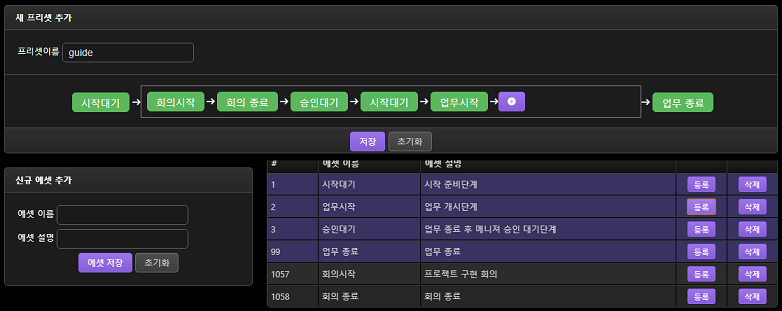 새 프리셋 추가
프리셋이름 guide
시작대기 → 회의시작 → 회의 종료 → 승인대기 → 시작대기 → 업무시작 → → 업무 종료
저장 초기화
신규 에셋 추가
에셋 이름
에셋 설명
에셋 저장 초기화
# 에셋 이름 에셋 설명
1 시작대기 시작 준비단계 등록 삭제
2 업무시작 업무 개시단계 등록 삭제
3 승인대기 업무 종료 후 메니져 승인 대기단계 등록 삭제
99 업무 종료 업무 종료 등록 삭제
1057 회의시작 프로젝트 구현 회의 등록 삭제
1058 회의 종료 회의 종료 등록 삭제